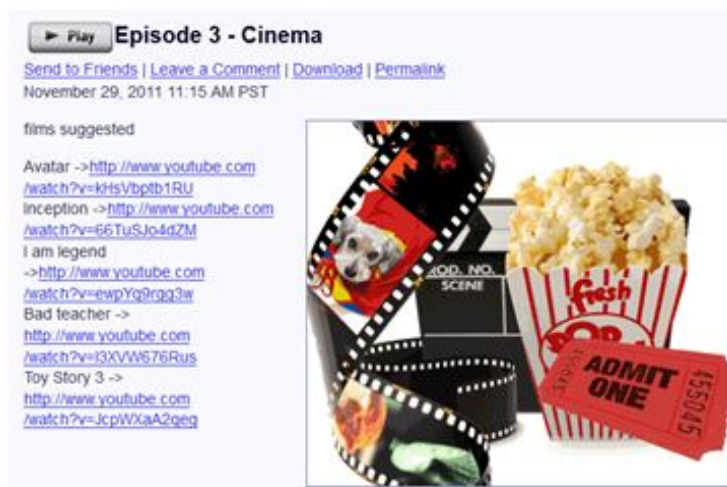 Play Episode 3 - Cinema
Send to Friends | Leave a Comment | Download | Permalink
November 29, 2011 11:15 AM PST
films suggested
Avatar ->http://www.youtube.com
/watch?v=kHsVbptb1RU
Inception ->http://www.youtube.com
/watch?v=66TuSJo4dZM
I am legend
->http://www.youtube.com
/watch?v=ewpYq9rgg3w
Bad teacher ->
http://www.youtube.com
/watch?v=l3XVW676Rus
Toy Story 3 ->
http://www.youtube.com
/watch?v=JcpWXaA2qeg
PROD. NO.
SCENE
fresh
POP
ADMIT
ONE
455045